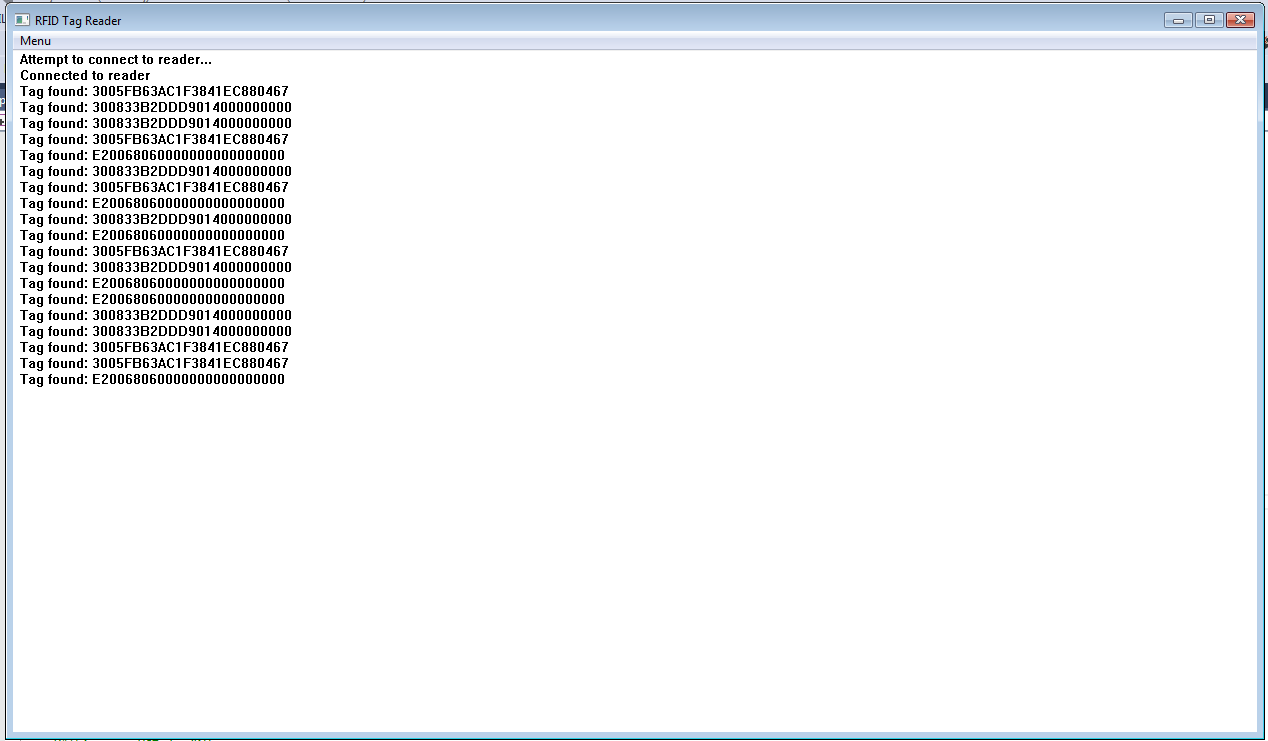 RFID Tag Reader
Menu
Attempt to connect to reader...
Connected to reader
Tag found: 3005FB63AC1F3841EC880467
Tag found: 300833B2DDD9014000000000
Tag found: 300833B2DDD9014000000000
Tag found: 3005FB63AC1F3841EC880467
Tag found: E20068060000000000000000
Tag found: 300833B2DDD9014000000000
Tag found: 3005FB63AC1F3841EC880467
Tag found: E20068060000000000000000
Tag found: 300833B2DDD9014000000000
Tag found: E20068060000000000000000
Tag found: 3005FB63AC1F3841EC880467
Tag found: 300833B2DDD9014000000000
Tag found: E20068060000000000000000
Tag found: E20068060000000000000000
Tag found: 300833B2DDD9014000000000
Tag found: 300833B2DDD9014000000000
Tag found: 3005FB63AC1F3841EC880467
Tag found: 3005FB63AC1F3841EC880467
Tag found: E20068060000000000000000